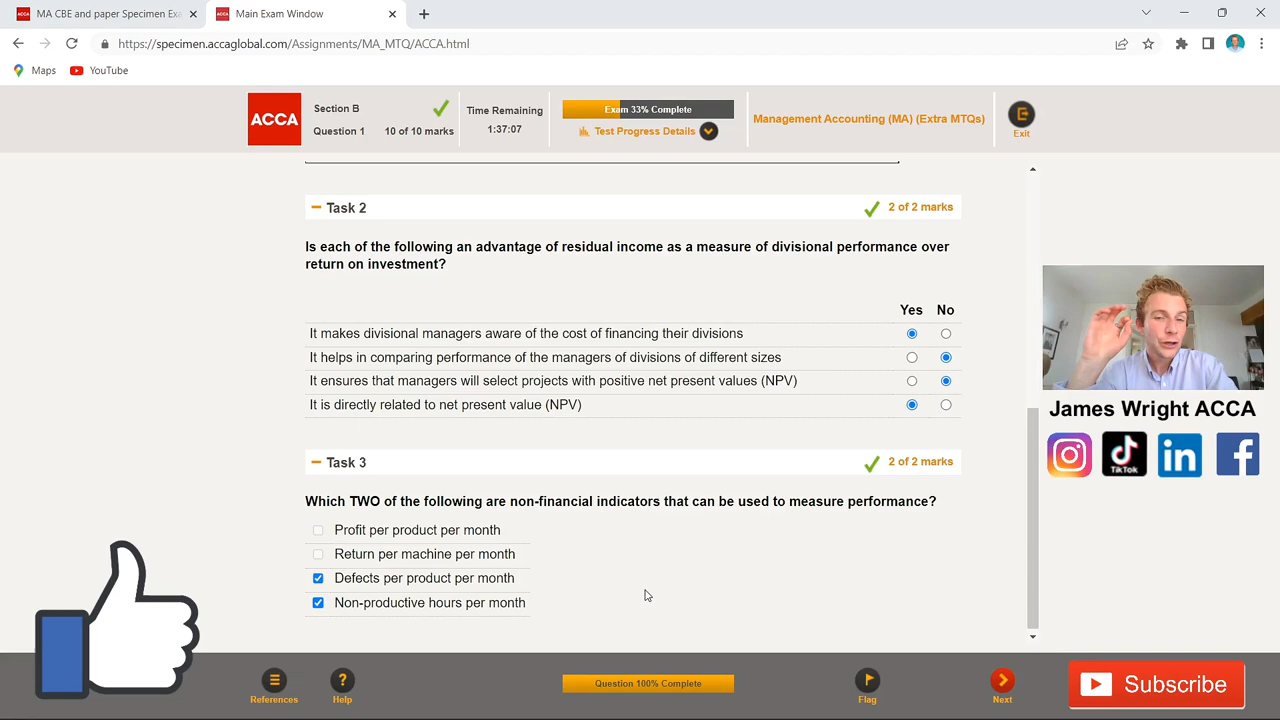 MA CBE and paper Specimen Exa
Main Exam Window
https://specimen.accaglobal.com/Assignments/MA_MTQ/ACCA.html
Maps
YouTube
ACCA
Section B
Question 1
10 of 10 marks
Time Remaining
1:37:07
Exam 33% Complete
Test Progress Details
Management Accounting (MA) (Extra MTQs)
Exit
Task 2
2 of 2 marks
Is each of the following an advantage of residual income as a measure of divisional performance over
return on investment?
Yes No
It makes divisional managers aware of the cost of financing their divisions
It helps in comparing performance of the managers of divisions of different sizes
It ensures that managers will select projects with positive net present values (NPV)
It is directly related to net present value (NPV)
Task 3
2 of 2 marks
Which TWO of the following are non-financial indicators that can be used to measure performance?
Profit per product per month
Return per machine per month
Defects per product per month
Non-productive hours per month
James Wright ACCA
TikTok
in
References
Help
Question 100% Complete
Flag
Next
Subscribe